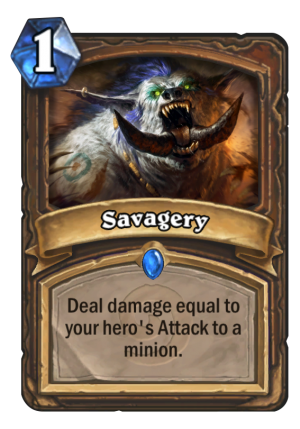 1
Savagery
Deal damage equal to
your hero's Attack to a
minion.